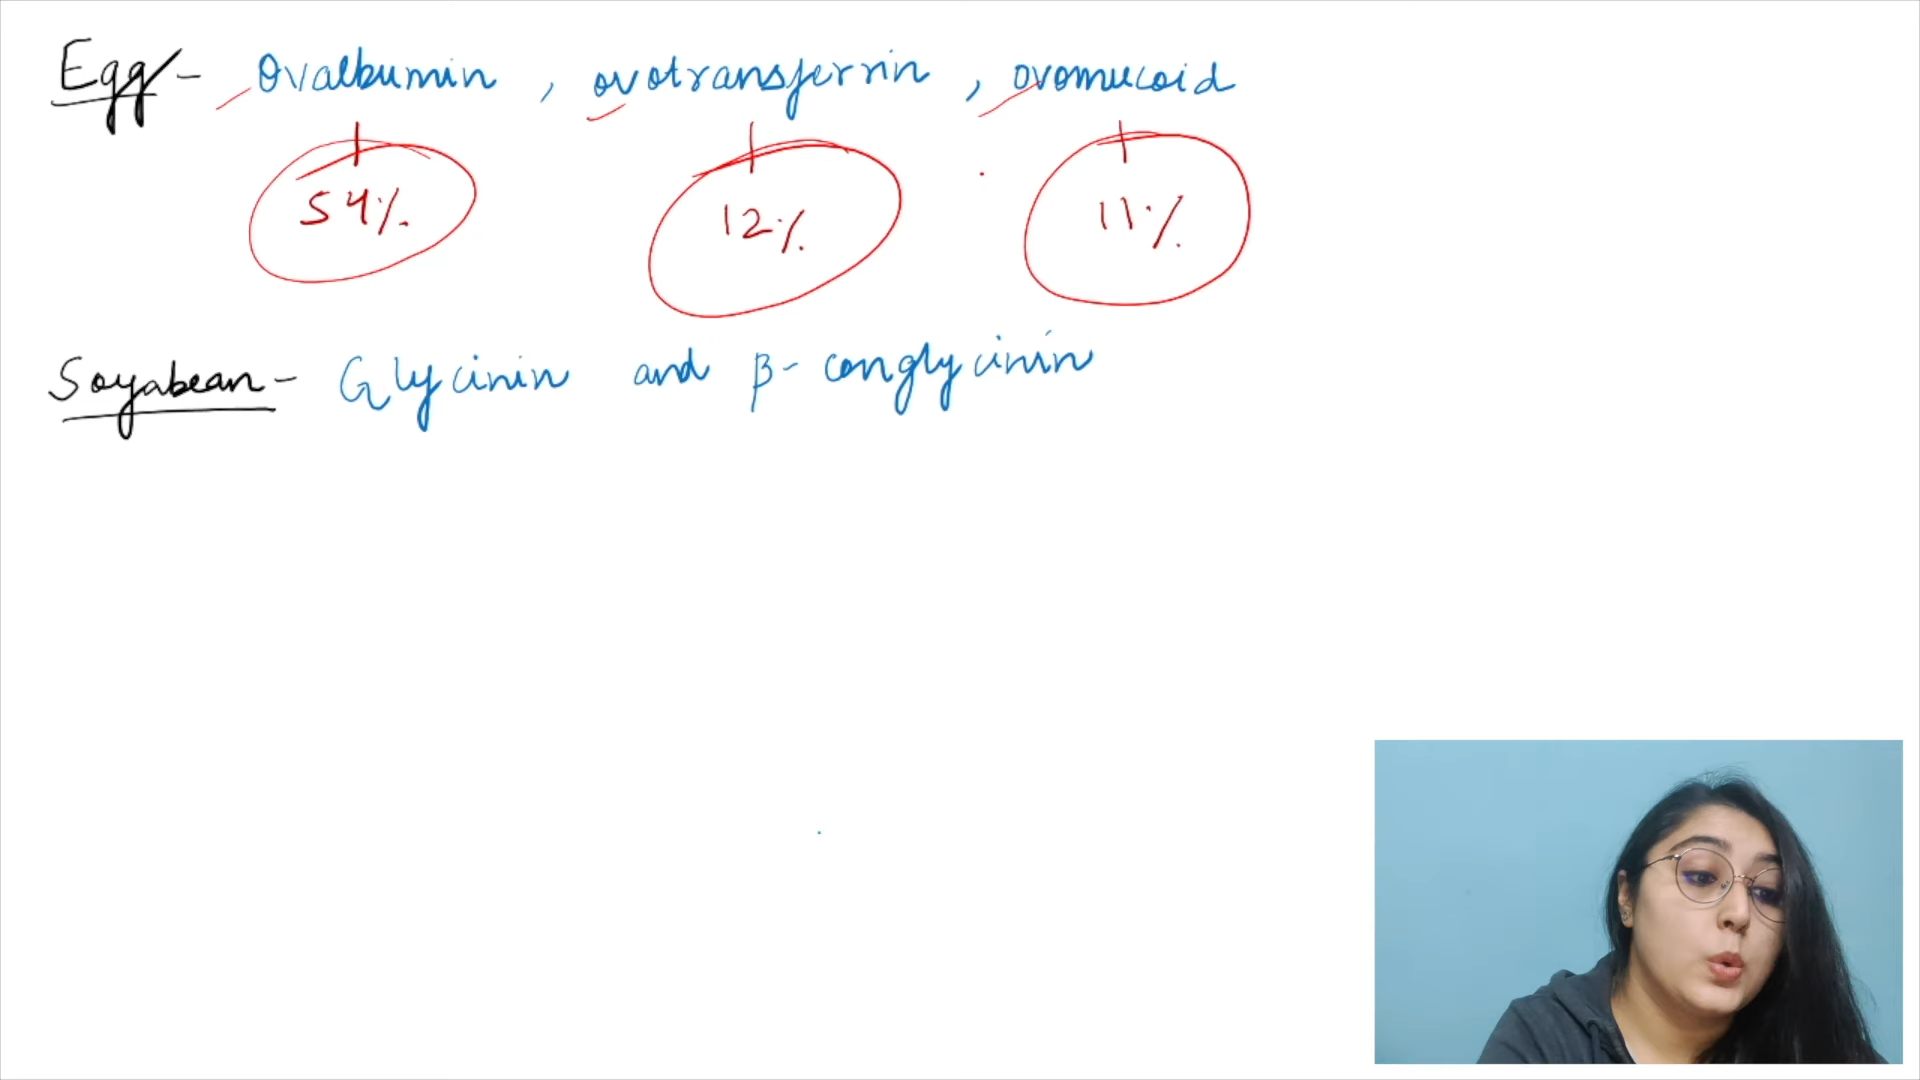 Egg - Ovalbumin , ovotransferrin , ovomucoid
54% 12% 11%
Soyabean - Glycinin and β- conglycinin